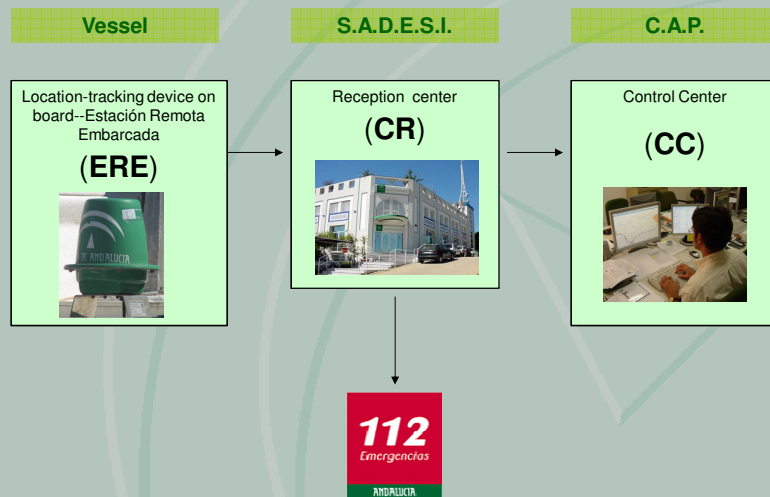 Vessel
S.A.D.E.S.I.
C.A.P.
Location-tracking device on
board--Estación Remota
Embarcada
(ERE)
DE ANDALUCIA
Reception center
(CR)
Control Center
(CC)
112
Emergencias
ANDALUCIA